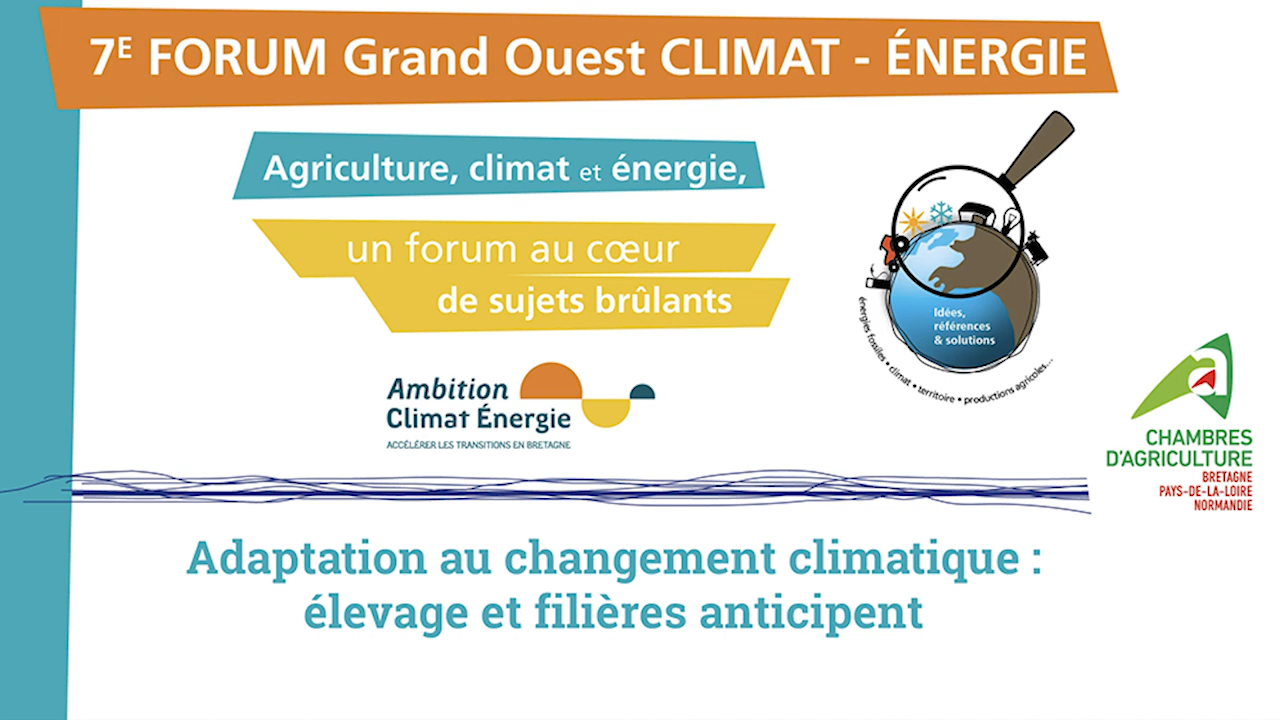 7E FORUM Grand Ouest CLIMAT - ÉNERGIE
Agriculture, climat et énergie,
un forum au cœur
de sujets brûlants
Idées,
références
& solutions
énergies fossiles • climat • territoire • productions agricoles...
Ambition
Climat Énergie
ACCÉLÉRER LES TRANSITIONS EN BRETAGNE
a
CHAMBRES
D'AGRICULTURE
BRETAGNE
PAYS-DE-LA-LOIRE
NORMANDIE
Adaptation au changement climatique :
élevage et filières anticipent